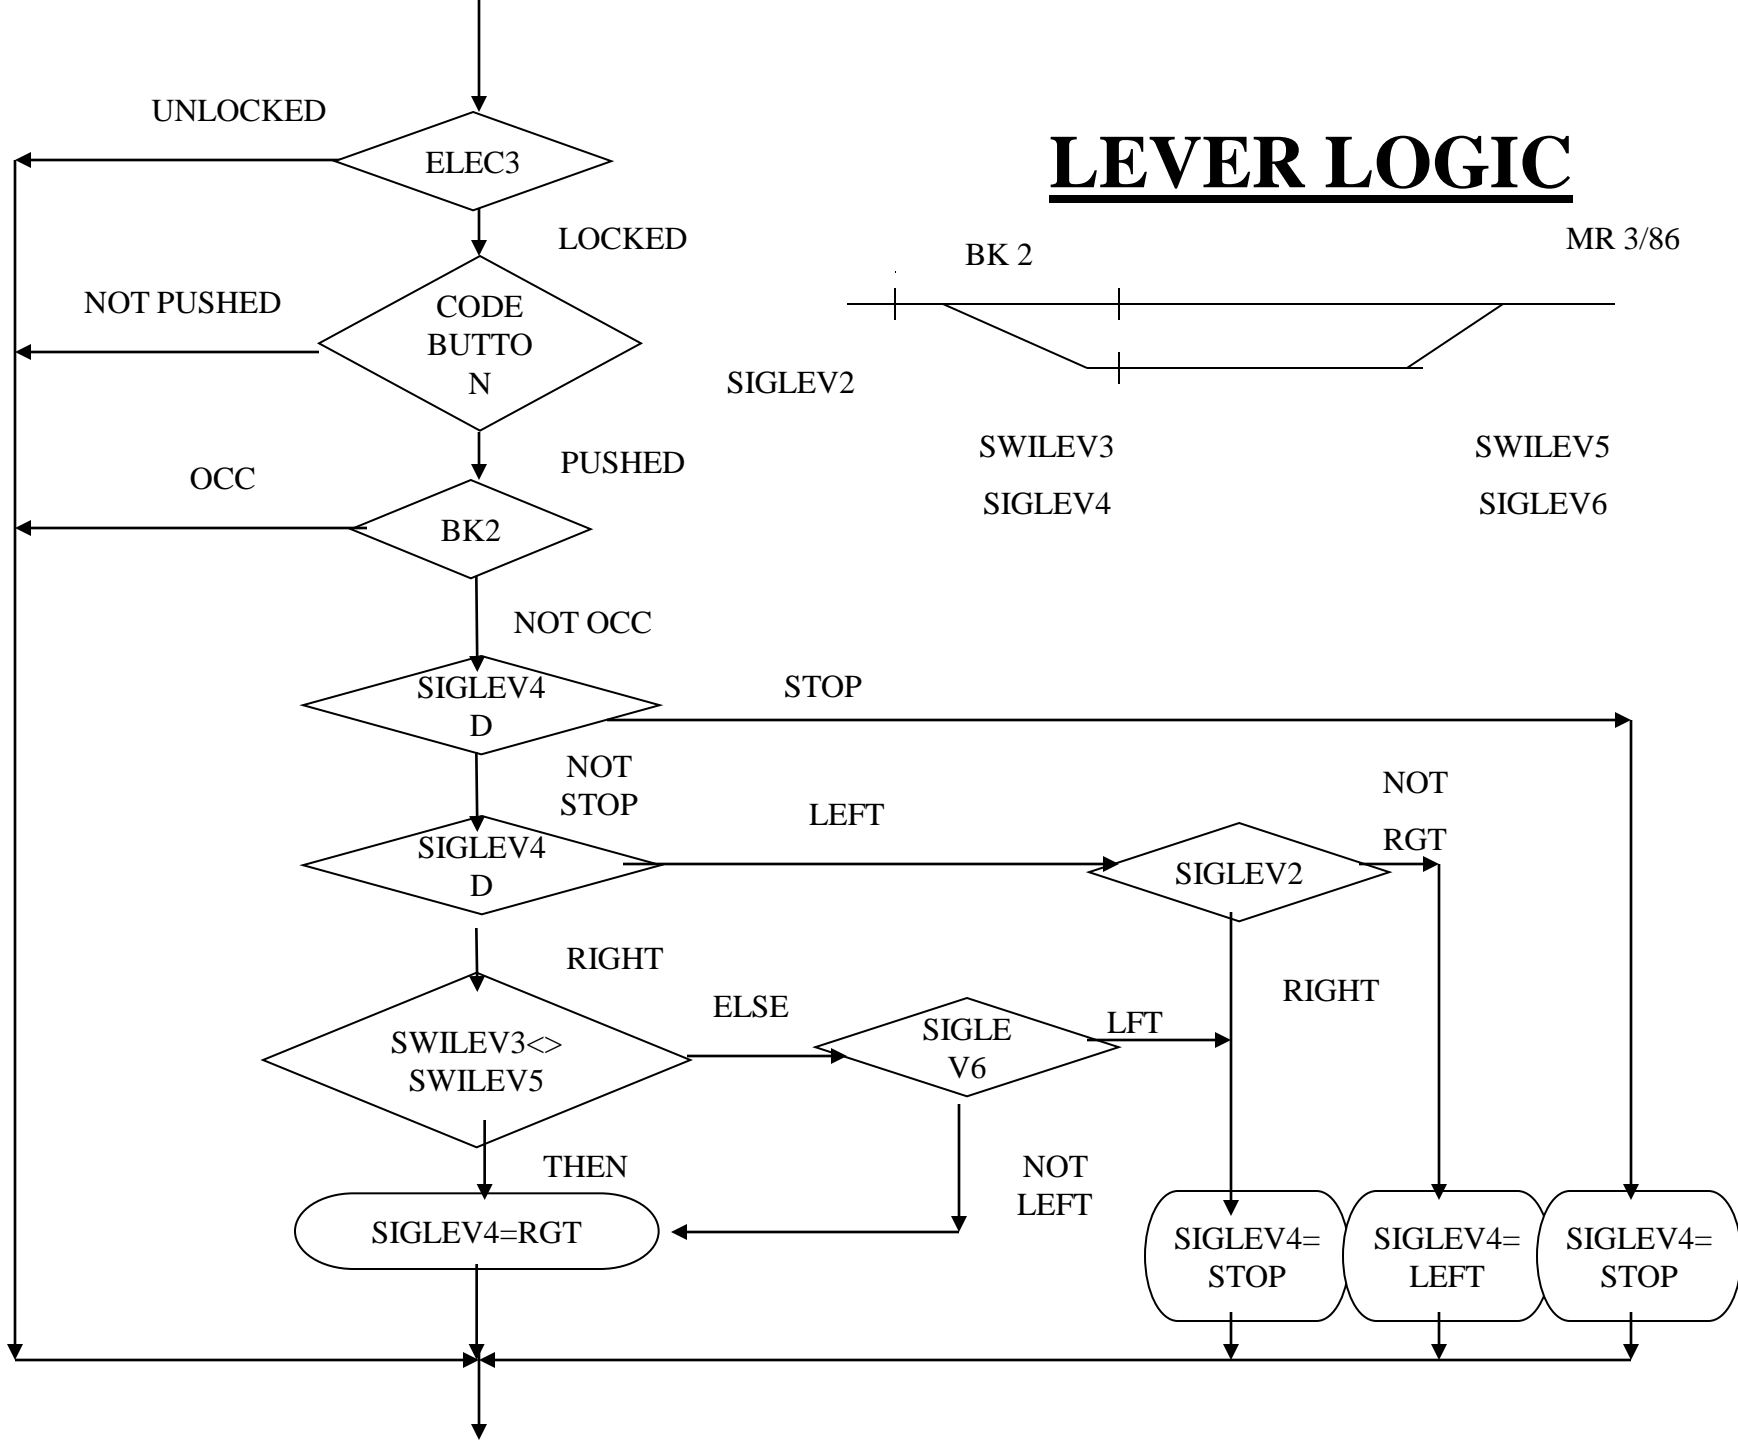 UNLOCKED
ELEC3
LEVER LOGIC
LOCKED
BK 2
MR 3/86
NOT PUSHED
CODE
BUTTO
N
SIGLEV2
SWILEV3
SWILEV5
PUSHED
OCC
SIGLEV4
SIGLEV6
BK2
NOT OCC
SIGLEV4
D
STOP
NOT
STOP
NOT
RGT
LEFT
SIGLEV4
D
SIGLEV2
RIGHT
RIGHT
ELSE
SIGLE
V6
LFT
SWILEV3<>
SWILEV5
THEN
NOT
LEFT
SIGLEV4=RGT
SIGLEV4=
STOP
SIGLEV4=
LEFT
SIGLEV4=
STOP